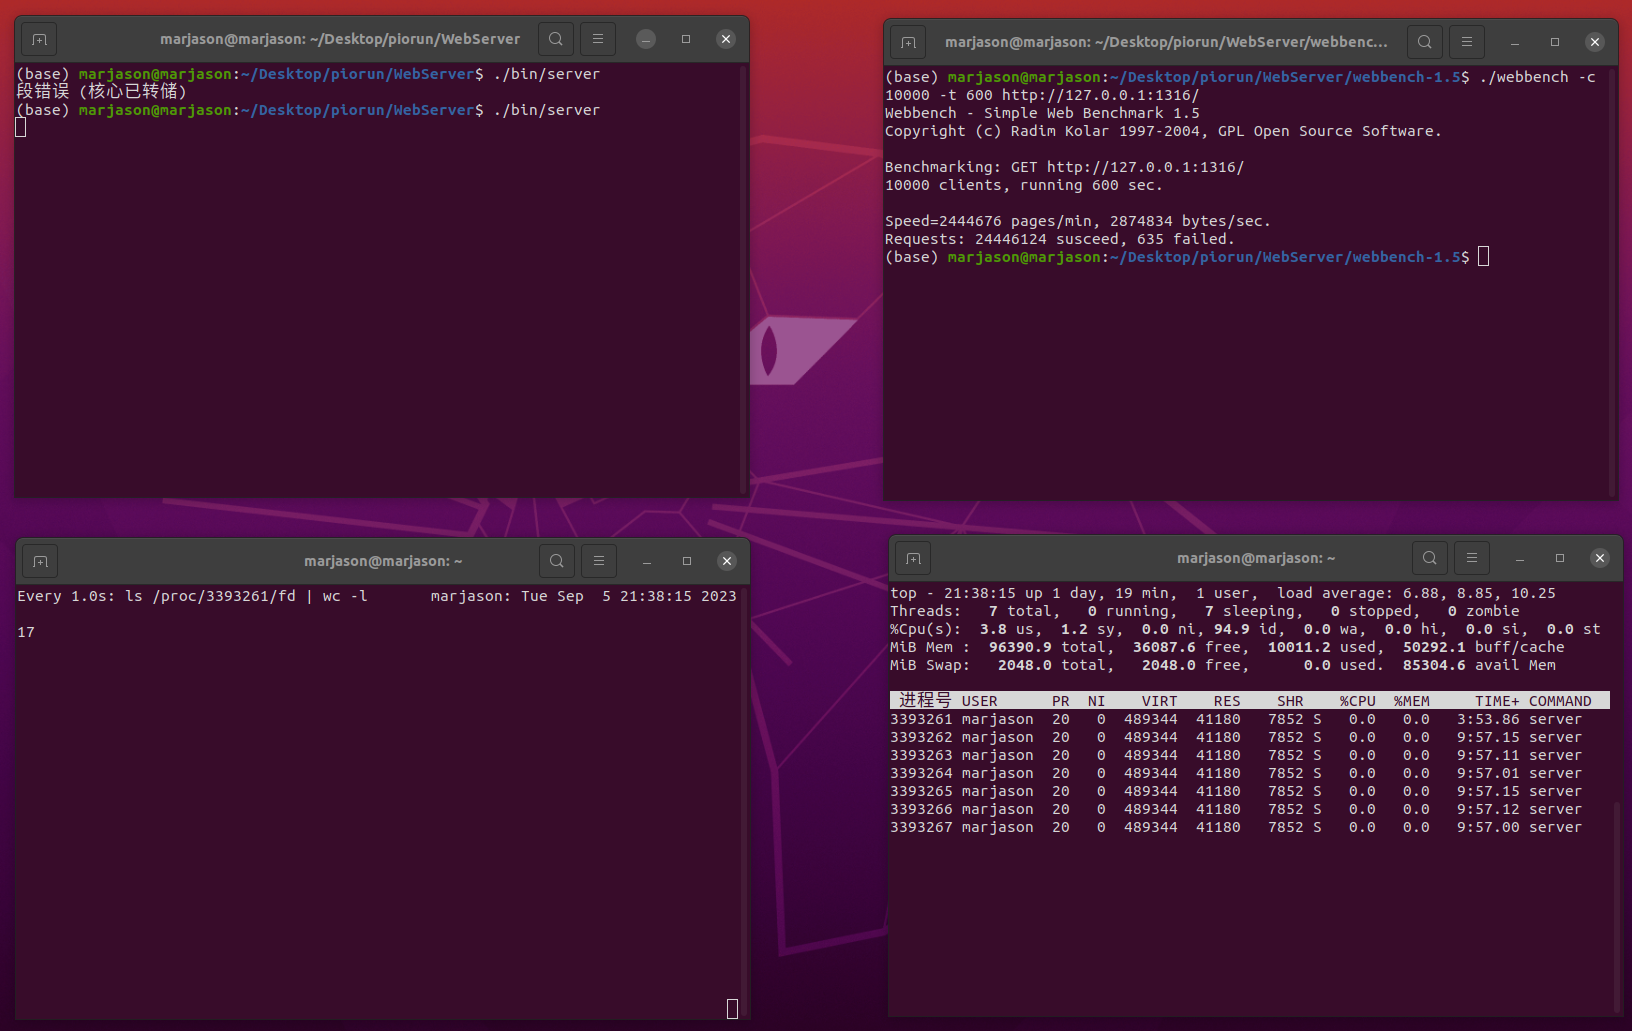 marjason@marjason: ~/Desktop/piorun/WebServer
(base) marjason@marjason:~/Desktop/piorun/WebServer$ ./bin/server
段错误 (核心已转储)
(base) marjason@marjason:~/Desktop/piorun/WebServer$ ./bin/server
marjason@marjason: ~/Desktop/piorun/WebServer/webbenc...
(base) marjason@marjason:~/Desktop/piorun/WebServer/webbench-1.5$ ./webbench -c
10000 -t 600 http://127.0.0.1:1316/
Webbench - Simple Web Benchmark 1.5
Copyright (c) Radim Kolar 1997-2004, GPL Open Source Software.
Benchmarking: GET http://127.0.0.1:1316/
10000 clients, running 600 sec.
Speed=2444676 pages/min, 2874834 bytes/sec.
Requests: 24446124 susceed, 635 failed.
(base) marjason@marjason:~/Desktop/piorun/WebServer/webbench-1.5$
marjason@marjason: ~
Every 1.0s: ls /proc/3393261/fd | wc -l marjason: Tue Sep 5 21:38:15 2023
17
marjason@marjason: ~
top - 21:38:15 up 1 day, 19 min, 1 user, load average: 6.88, 8.85, 10.25
Threads: 7 total, 0 running, 7 sleeping, 0 stopped, 0 zombie
%Cpu(s): 3.8 us, 1.2 sy, 0.0 ni, 94.9 id, 0.0 wa, 0.0 hi, 0.0 si, 0.0 st
MiB Mem : 96390.9 total, 36087.6 free, 10011.2 used, 50292.1 buff/cache
MiB Swap: 2048.0 total, 2048.0 free, 0.0 used. 85304.6 avail Mem
进程号 USER PR NI VIRT RES SHR %CPU %MEM TIME+ COMMAND
3393261 marjason 20 0 489344 41180 7852 S 0.0 0.0 3:53.86 server
3393262 marjason 20 0 489344 41180 7852 S 0.0 0.0 9:57.15 server
3393263 marjason 20 0 489344 41180 7852 S 0.0 0.0 9:57.11 server
3393264 marjason 20 0 489344 41180 7852 S 0.0 0.0 9:57.01 server
3393265 marjason 20 0 489344 41180 7852 S 0.0 0.0 9:57.15 server
3393266 marjason 20 0 489344 41180 7852 S 0.0 0.0 9:57.12 server
3393267 marjason 20 0 489344 41180 7852 S 0.0 0.0 9:57.00 server